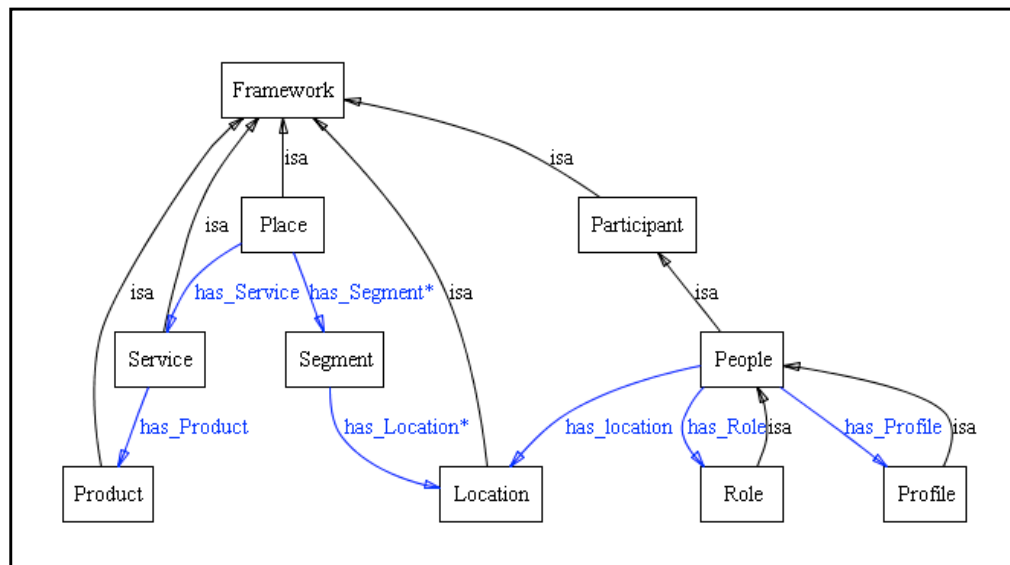 Framework
isa
isa
Place
Participant
isa
has_Service
has_Segment*
isa
isa
isa
Service
Segment
People
has_Product
has_Location*
has_location
has_Role
isa
has_Profile
isa
Product
Location
Role
Profile